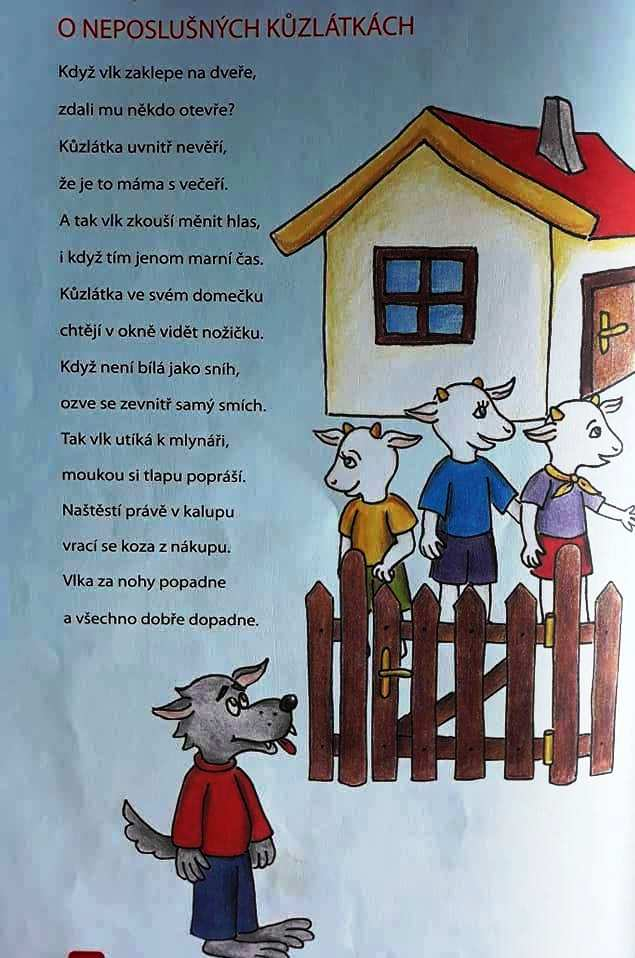 O NEPOSLUŠNÝCH KŮZLÁTKÁCH
Když vlk zaklepe na dveře,
zdali mu někdo otevře?
Kůzlátka uvnitř nevěří,
že je to máma s večeří.
A tak vlk zkouší měnit hlas,
i když tím jenom marní čas.
Kůzlátka ve svém domečku
chtějí v okně vidět nožičku.
Když není bílá jako sníh,
ozve se zevnitř samý smích.
Tak vlk utíká k mlynáři,
moukou si tlapu popráší.
Naštěstí právě v kalupu
vrací se koza z nákupu.
Vlka za nohy popadne
a všechno dobře dopadne.